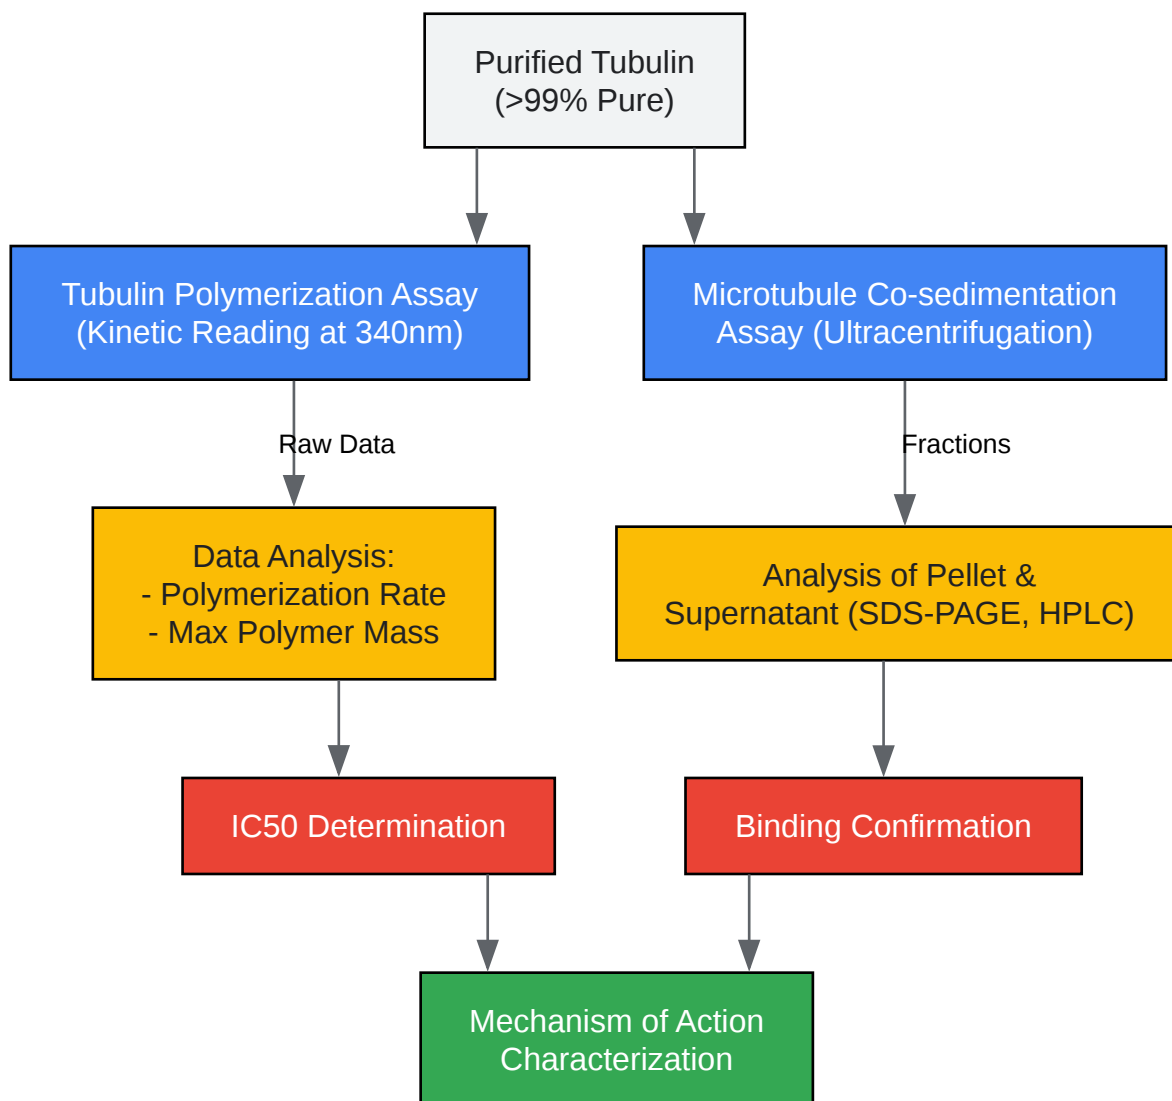 Purified Tubulin
(>99% Pure)
Tubulin Polymerization Assay
(Kinetic Reading at 340nm)
Microtubule Co-sedimentation
Assay (Ultracentrifugation)
Raw Data
Fractions
Data Analysis:
- Polymerization Rate
- Max Polymer Mass
Analysis of Pellet &
Supernatant (SDS-PAGE, HPLC)
IC50 Determination
Binding Confirmation
Mechanism of Action
Characterization